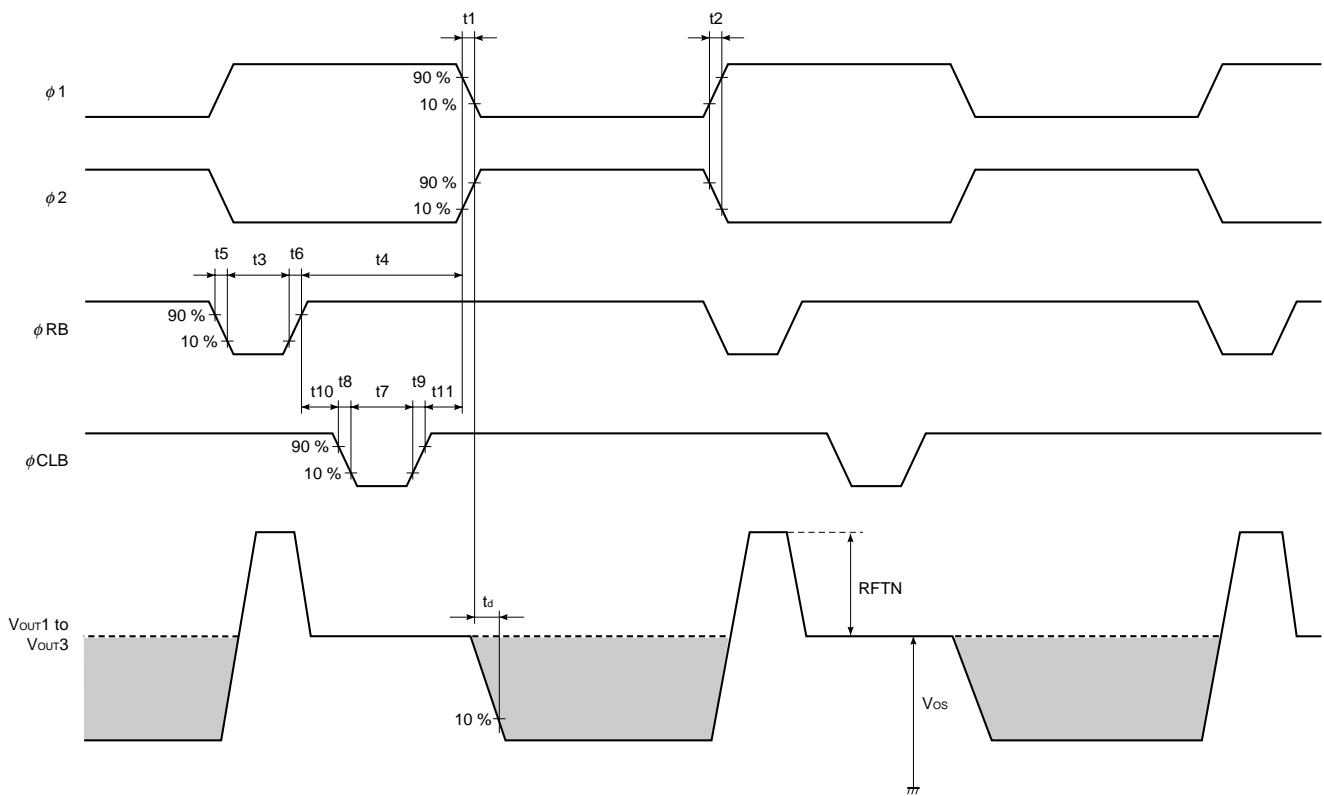 t1
t2
90 %
10 %
ϕ1
90 %
10 %
ϕ2
t5
t3
t6
t4
90 %
10 %
ϕRB
t10
t8
t7
t9
t11
90 %
10 %
ϕCLB
RFTN
td
VOUT1 to
VOUT3
10 %
VOS